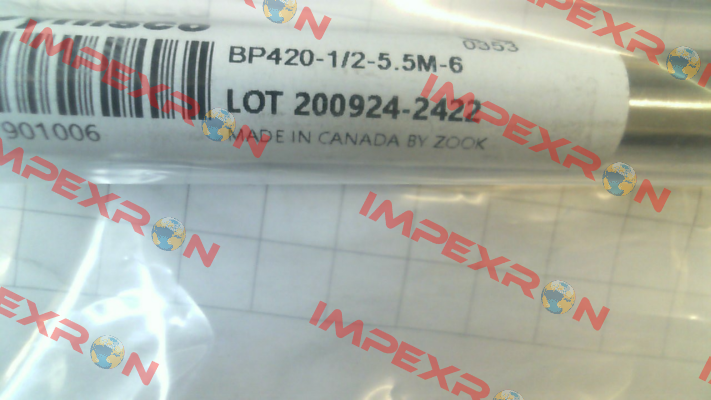 0353
BP420-1/2-5.5M-6
LOT 200924-2422
901006
MADE IN CANADA BY ZOOK
IMPEXRON
IMPEXRON
IMPEXRON
IMPEXRON
IMPEXRON
IMPEXRON